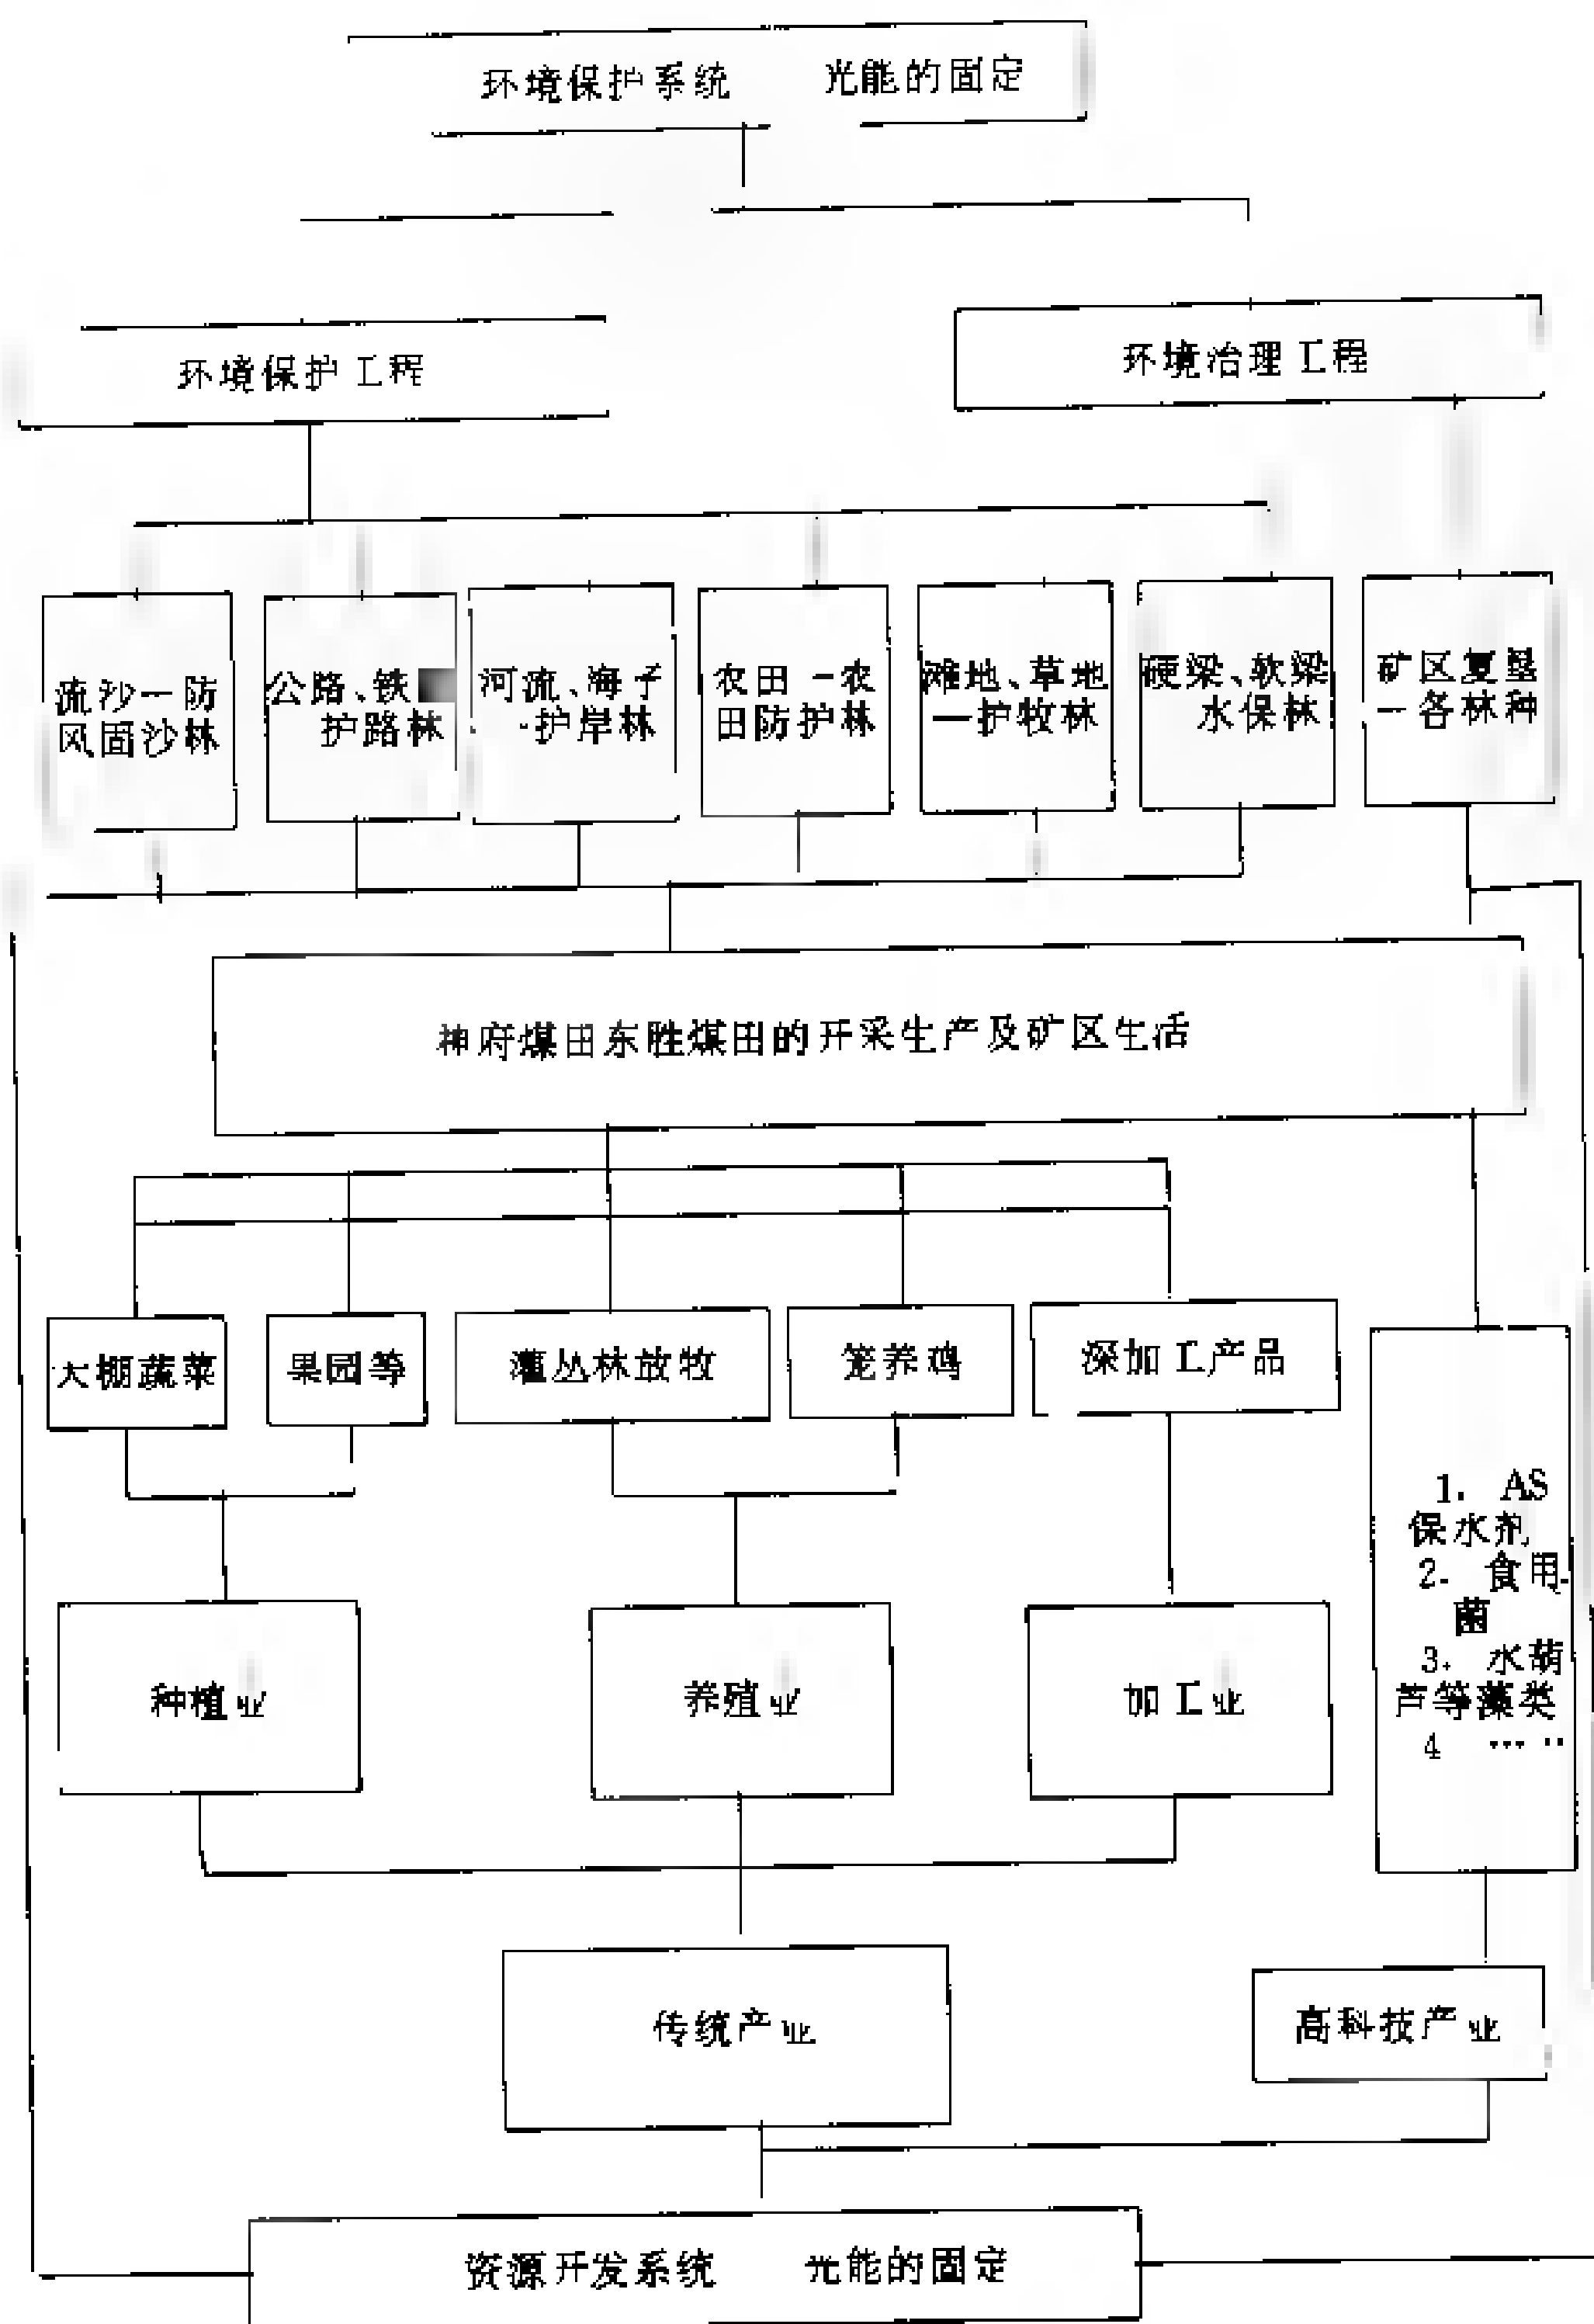 环境保护系统 光能的固定
环境保护工程
环境治理工程
流沙一防
风固沙林
公路、铁
护路林
河流、海子
护岸林
农田一农
田防护林
滩地、草地
一护牧林
硬梁、软梁
水保林
矿区复垦
一各林种
神府煤田东胜煤田的开采生产及矿区生活
大棚蔬菜
果园等
灌丛林放牧
笼养鸡
深加工产品
1. AS
保水剂
2. 食用
菌
3. 水葫
芦等藻类
4 ……
种植业
养殖业
加工业
传统产业
高科技产业
资源开发系统 光能的固定